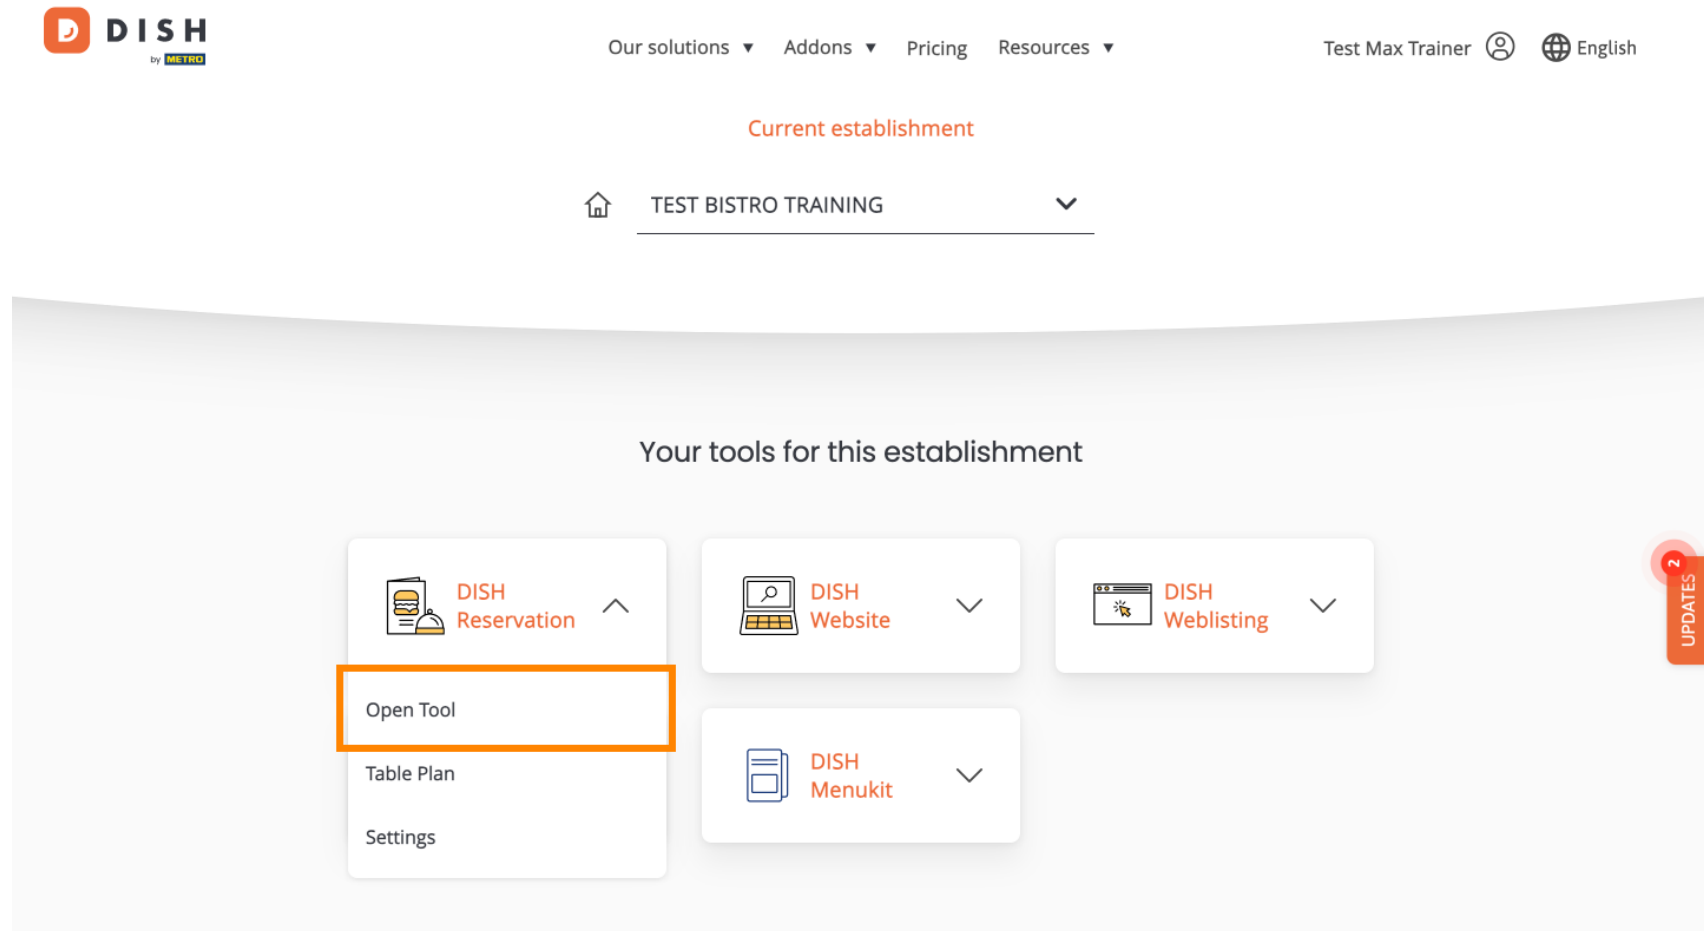 DISH
by METRO
Our solutions ▼ Addons ▼ Pricing Resources ▼
Test Max Trainer English
Current establishment
TEST BISTRO TRAINING
Your tools for this establishment
DISH
Reservation
DISH
Website
DISH
Weblisting
Open Tool
Table Plan
Settings
DISH
Menukit
2
UPDATES